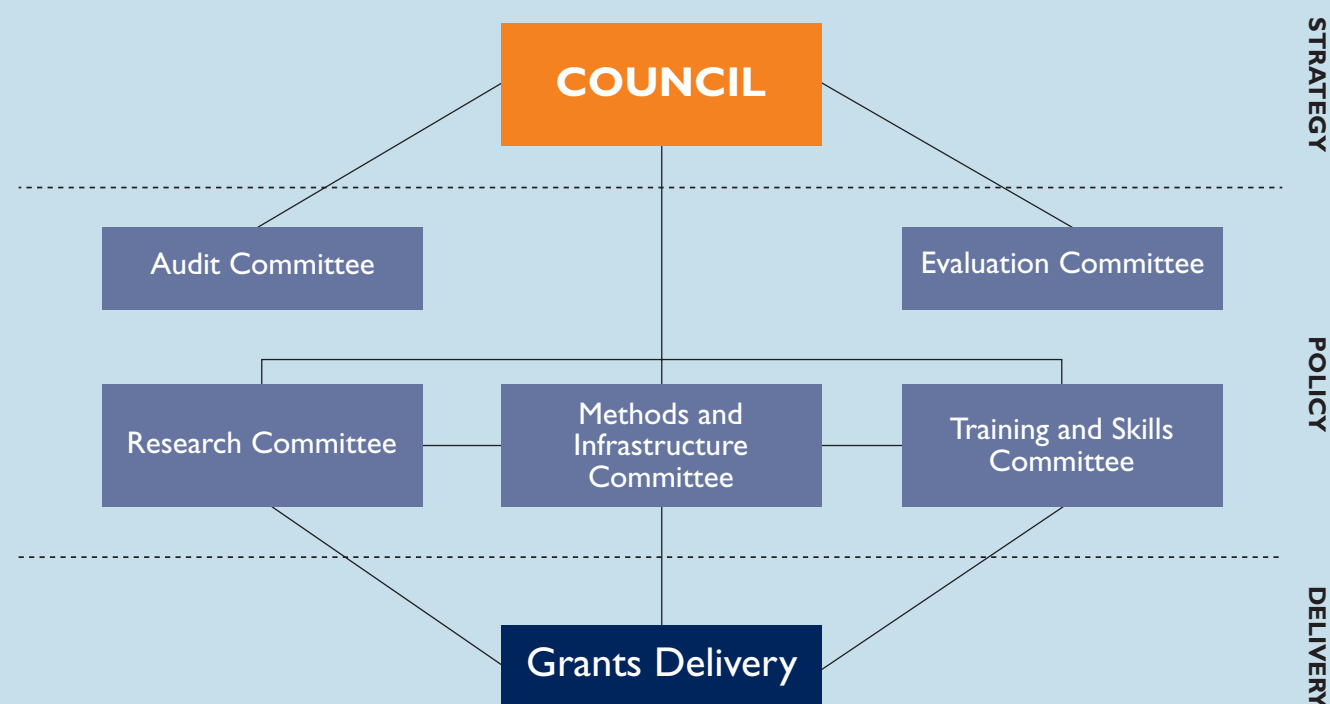 COUNCIL
STRATEGY
Audit Committee
Evaluation Committee
POLICY
Research Committee
Methods and
Infrastructure
Committee
Training and Skills
Committee
Grants Delivery
DELIVERY